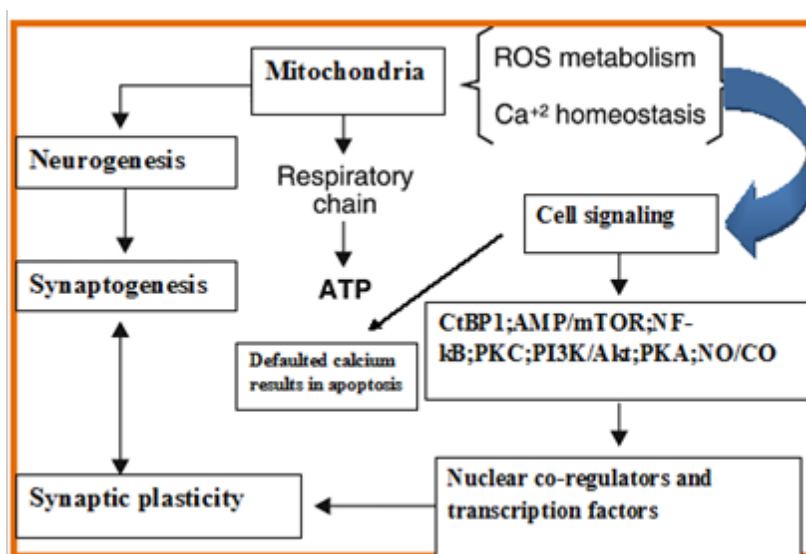 Mitochondria
ROS metabolism
Ca+2 homeostasis
Neurogenesis
Respiratory
chain
Cell signaling
Synaptogenesis
ATP
CtBP1;AMP/mTOR;NF-
kB;PKC;PI3K/Akt;PKA;NO/CO
Defaulted calcium
results in apoptosis
Nuclear co-regulators and
transcription factors
Synaptic plasticity